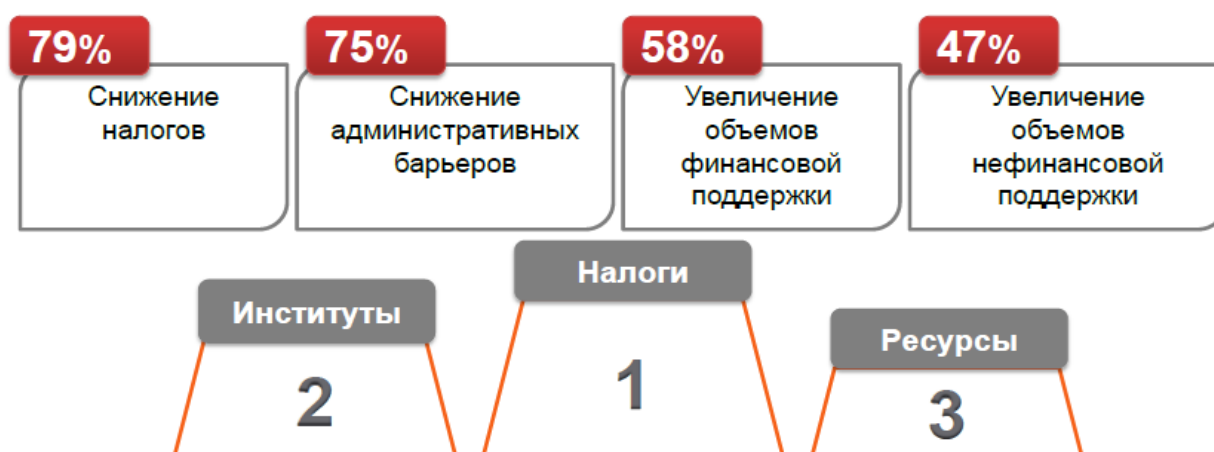 79%
Снижение
налогов
75%
Снижение
административных
барьеров
58%
Увеличение
объемов
финансовой
поддержки
47%
Увеличение
объемов
нефинансовой
поддержки
Институты
2
Налоги
1
Ресурсы
3